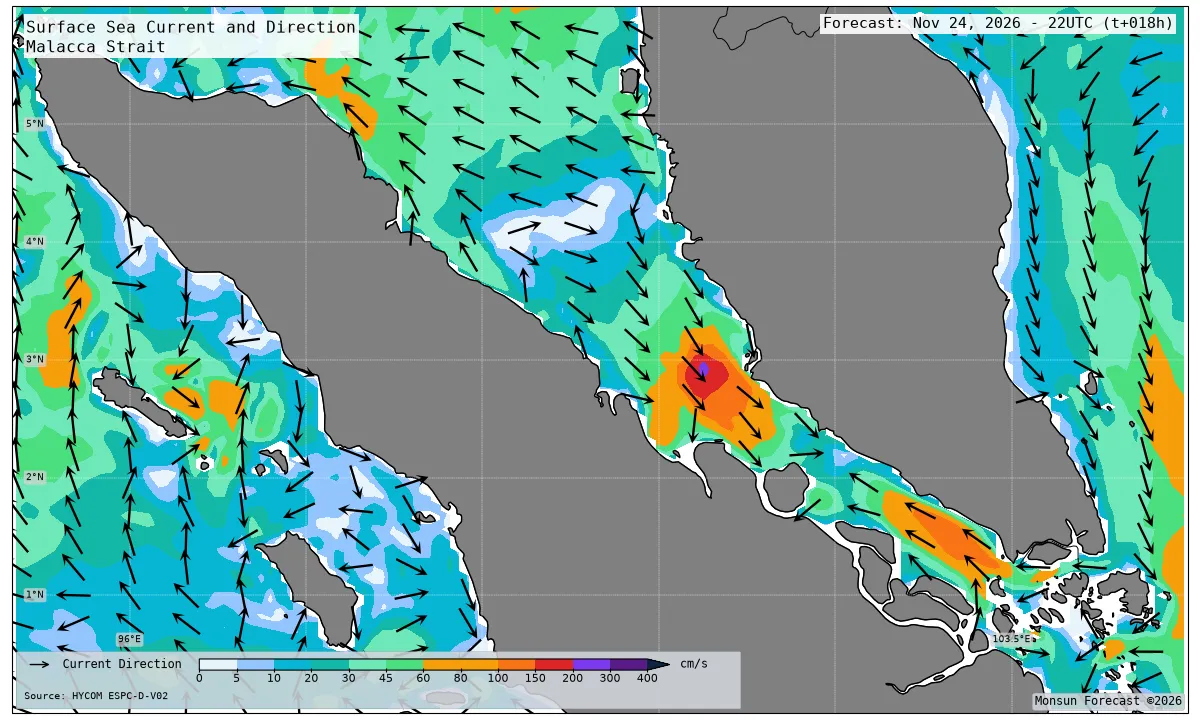 Surface Sea Current and Direction
Malacca Strait
Forecast: Nov 24, 2026 - 22UTC (t+018h)
5°N
4°N
3°N
2°N
1°N
96°E
103.5°E
Current Direction
0 5 10 20 30 45 60 80 100 150 200 300 400
cm/s
Source: HYCOM ESPC-D-V02
Monsun Forecast ©2026